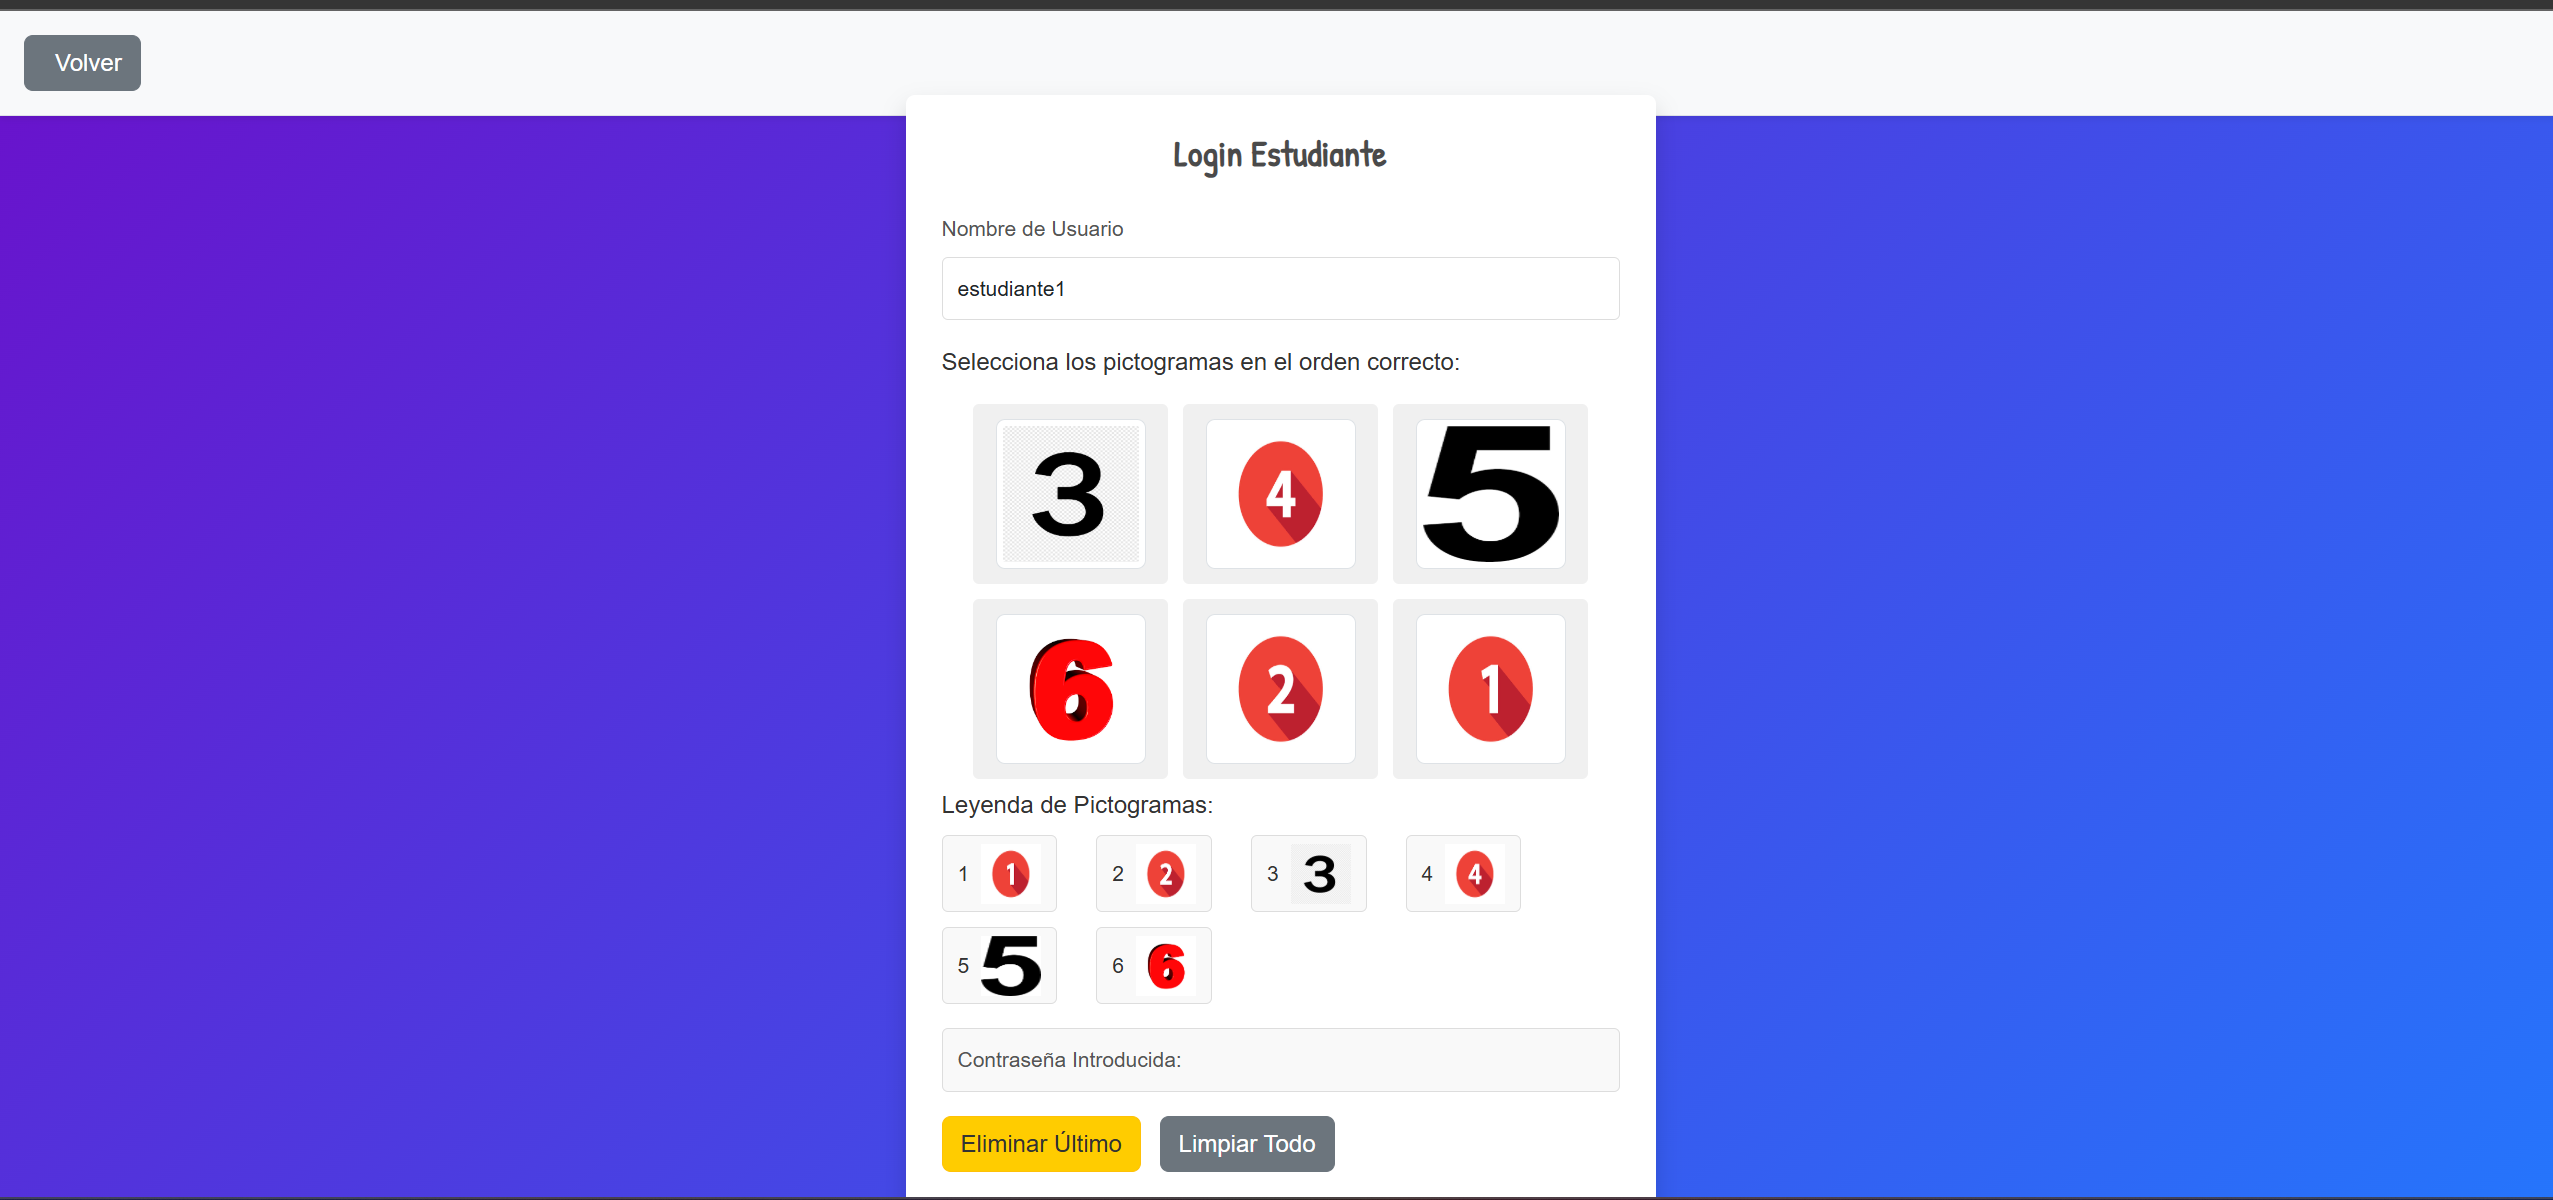 Volver
Login Estudiante
Nombre de Usuario
estudiante1
Selecciona los pictogramas en el orden correcto:
3 4 5
6 2 1
Leyenda de Pictogramas:
1 1 2 2 3 3 4 4
5 5 6 6
Contraseña Introducida:
Eliminar Último Limpiar Todo